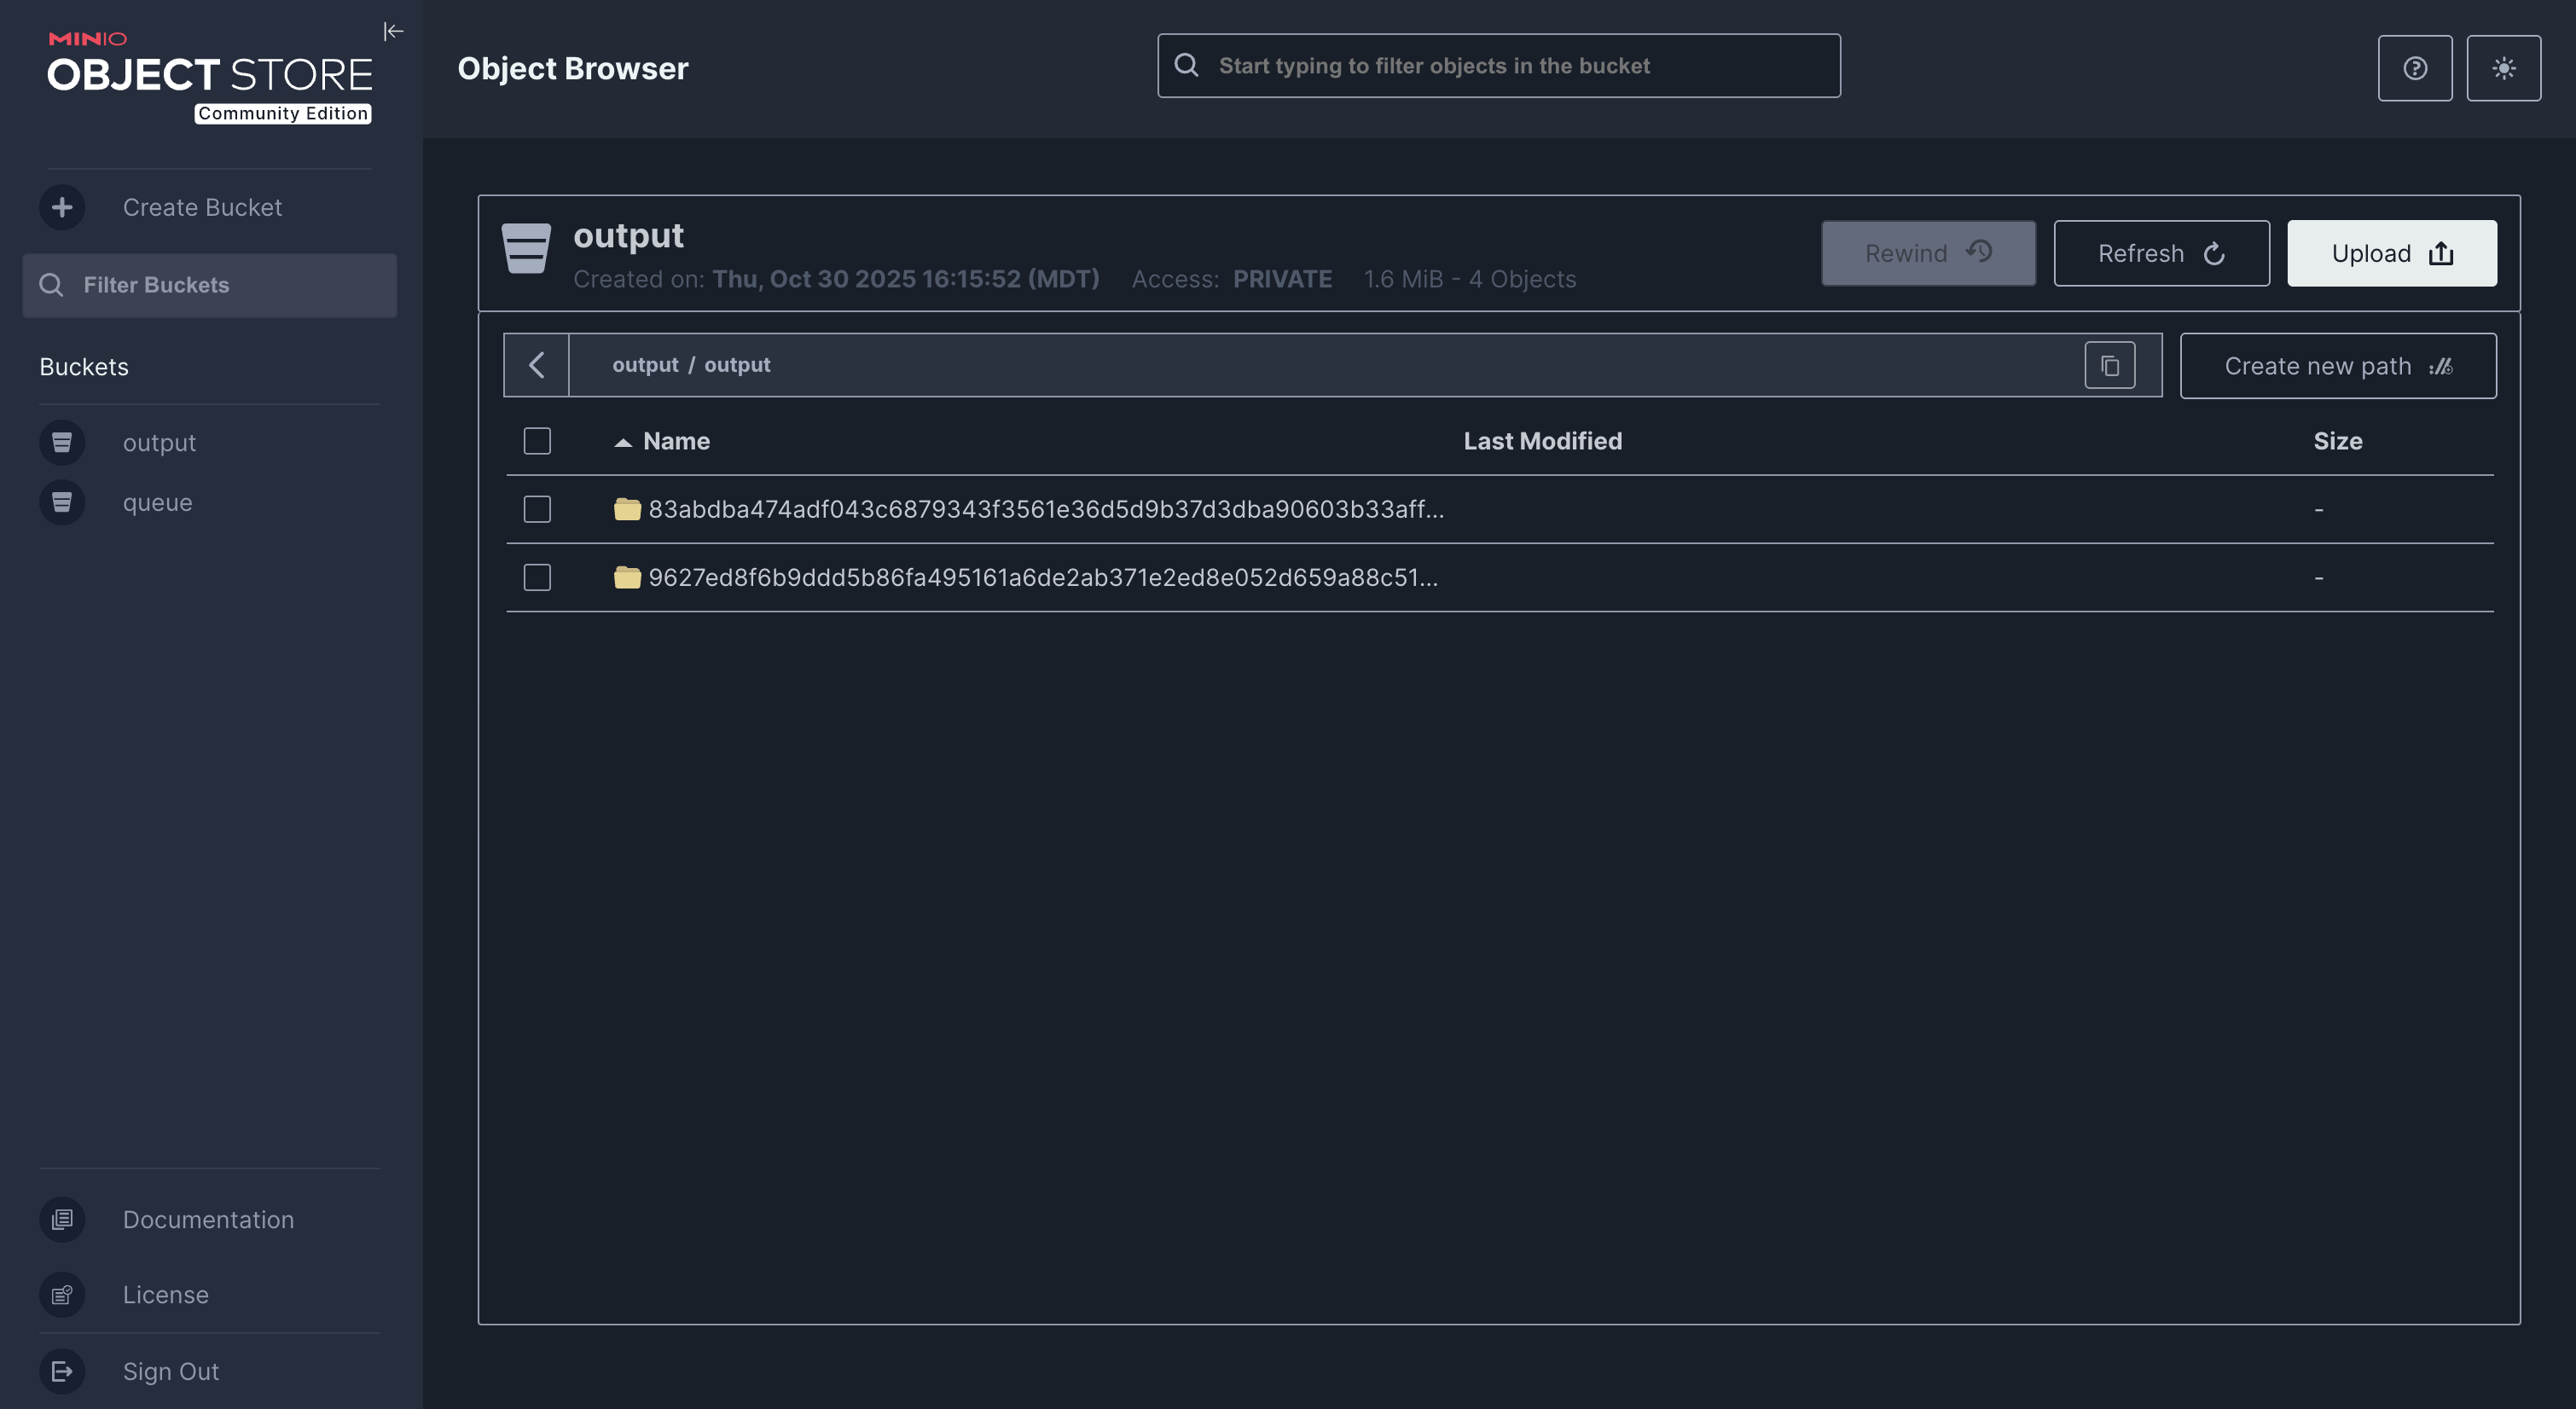 MINIO
OBJECT STORE
Community Edition
Create Bucket
Filter Buckets
Buckets
output
queue
Documentation
License
Sign Out
Object Browser
Start typing to filter objects in the bucket
output
Created on: Thu, Oct 30 2025 16:15:52 (MDT) Access: PRIVATE 1.6 MiB - 4 Objects
Rewind
Refresh
Upload
output / output
Create new path
Name Last Modified Size
83abdba474adf043c6879343f3561e36d5d9b37d3dba90603b33aff... -
9627ed8f6b9ddd5b86fa495161a6de2ab371e2ed8e052d659a88c51... -